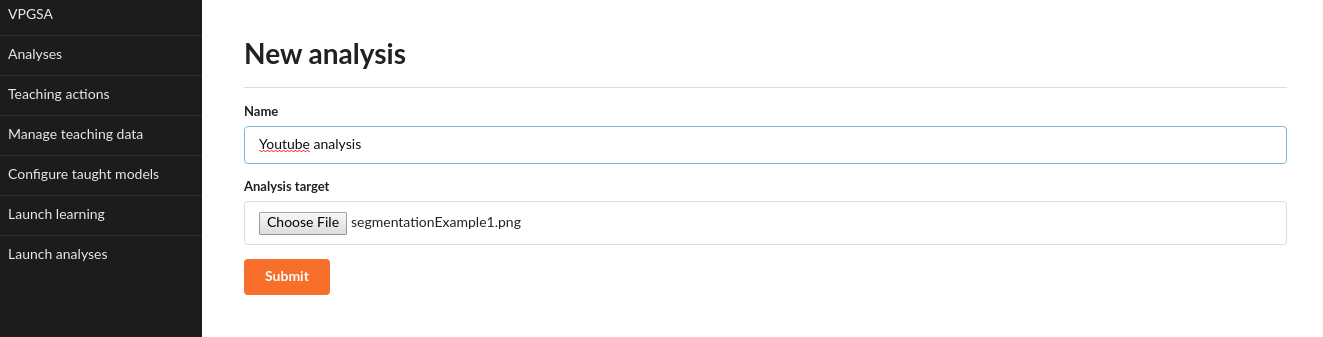 VPGSA
Analyses
Teaching actions
Manage teaching data
Configure taught models
Launch learning
Launch analyses
New analysis
Name
Youtube analysis
Analysis target
Choose File segmentationExample1.png
Submit